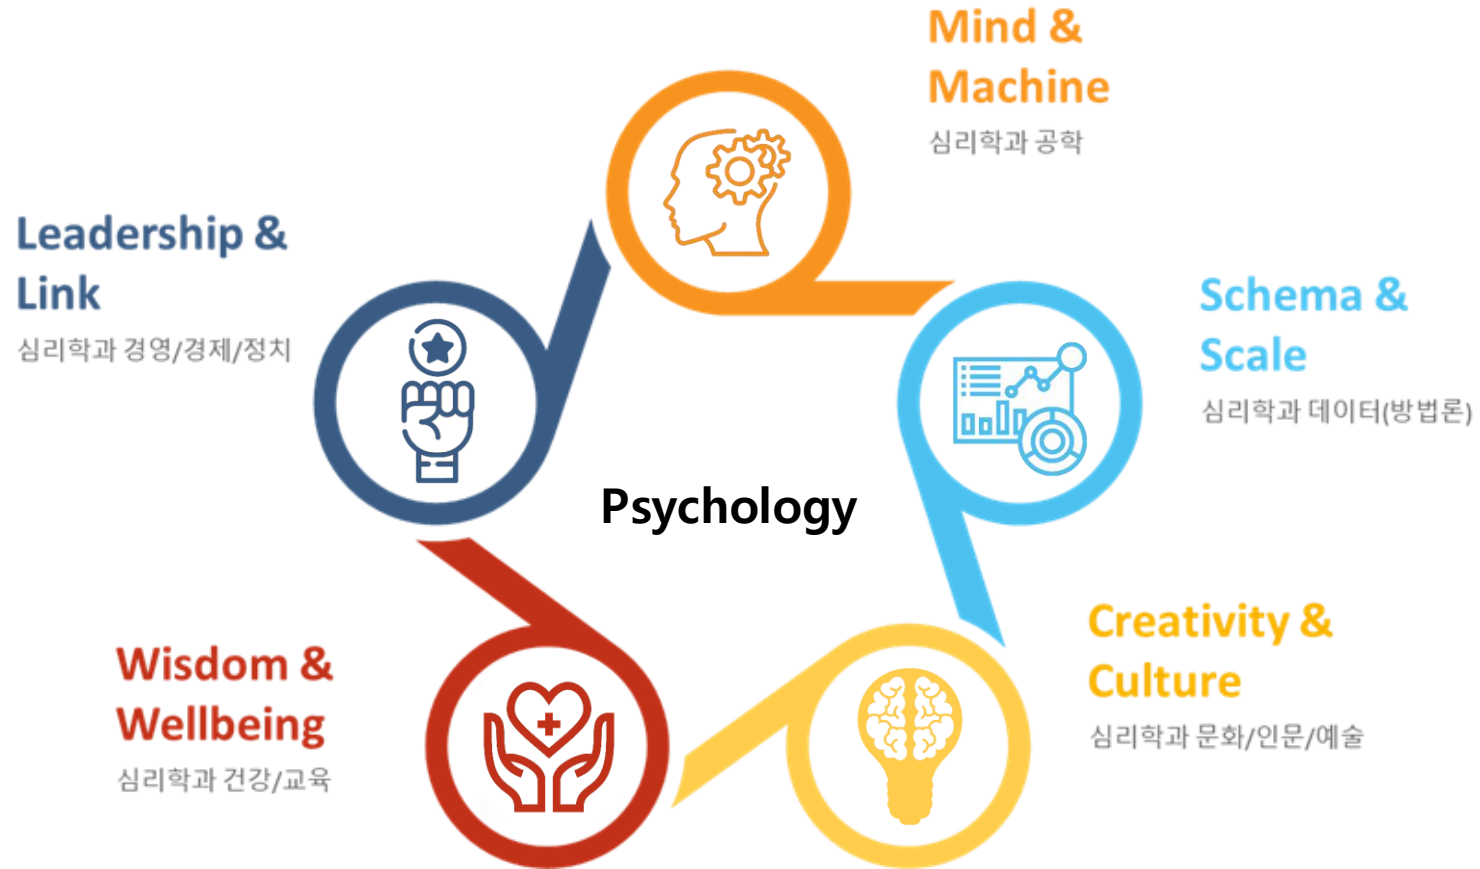 Mind &
Machine
심리학과 공학
Leadership &
Link
심리학과 경영/경제/정치
Schema &
Scale
심리학과 데이터(방법론)
Psychology
Creativity &
Culture
심리학과 문화/인문/예술
Wisdom &
Wellbeing
심리학과 건강/교육